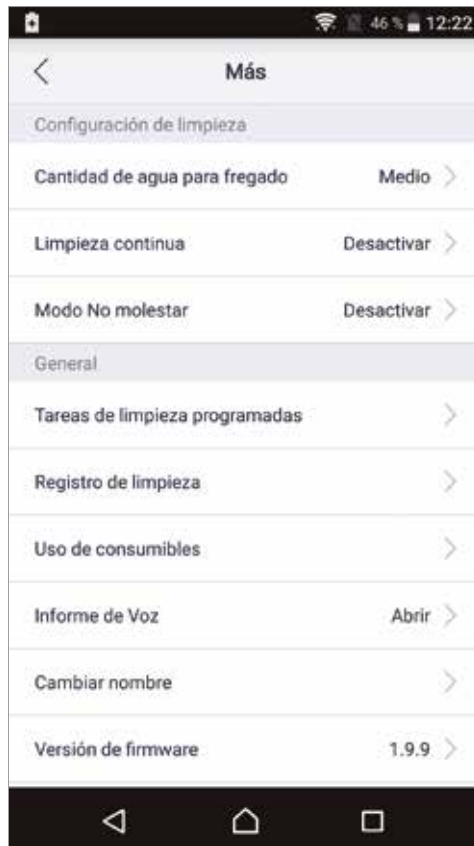 46 % 12:22
Más
Configuración de limpieza
Cantidad de agua para fregado Medio
Limpieza continua Desactivar
Modo No molestar Desactivar
General
Tareas de limpieza programadas
Registro de limpieza
Uso de consumibles
Informe de Voz Abrir
Cambiar nombre
Versión de firmware 1.9.9